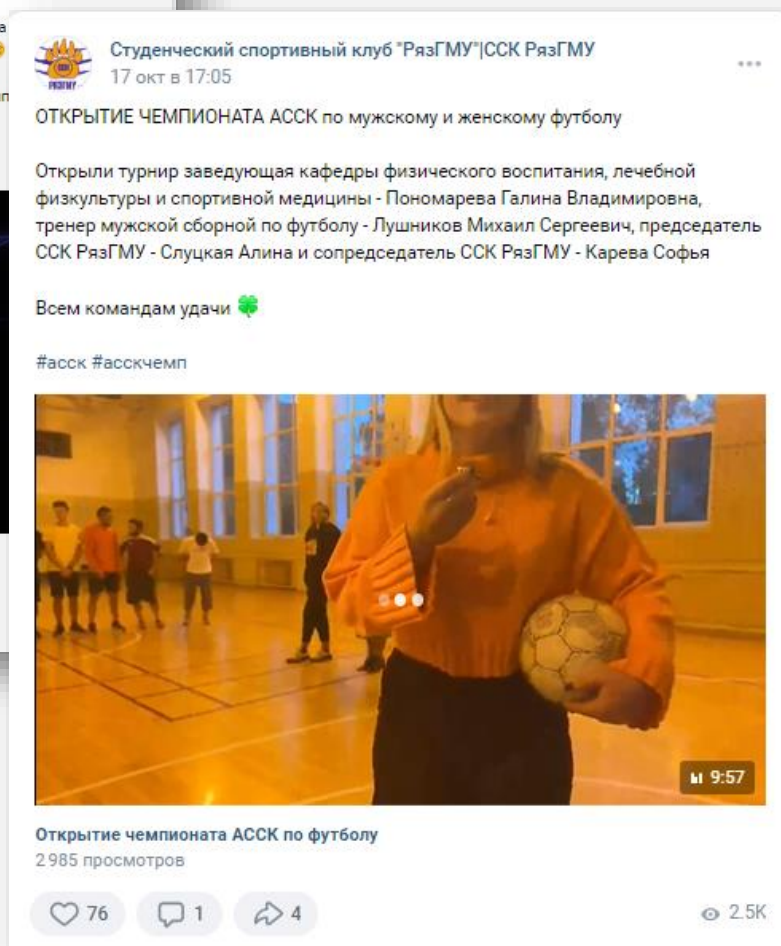 а
Студенческий спортивный клуб "РязГМУ"|ССК РязГМУ
17 окт в 17:05
ОТКРЫТИЕ ЧЕМПИОНАТА АССК по мужскому и женскому футболу
Открыли турнир заведующая кафедры физического воспитания, лечебной
физкультуры и спортивной медицины - Пономарева Галина Владимировна,
тренер мужской сборной по футболу - Лушников Михаил Сергеевич, председатель
ССК РязГМУ - Слуцкая Алина и сопредседатель ССК РязГМУ - Карева Софья
Всем командам удачи
#асск #асскчемп
9:57
Открытие чемпионата АССК по футболу
2 985 просмотров
76 1 4 2.5K